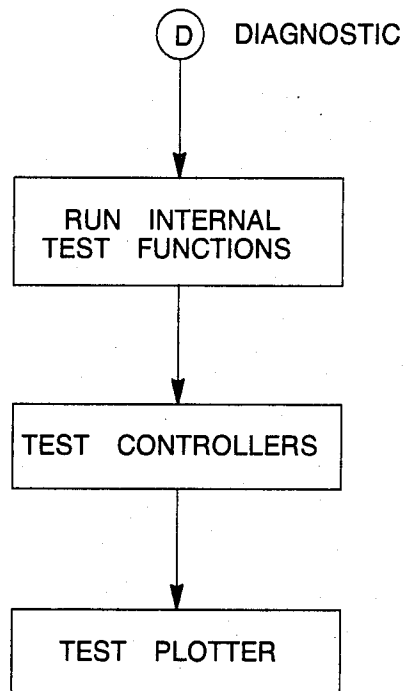 D DIAGNOSTIC
RUN INTERNAL
TEST FUNCTIONS
TEST CONTROLLERS
TEST PLOTTER